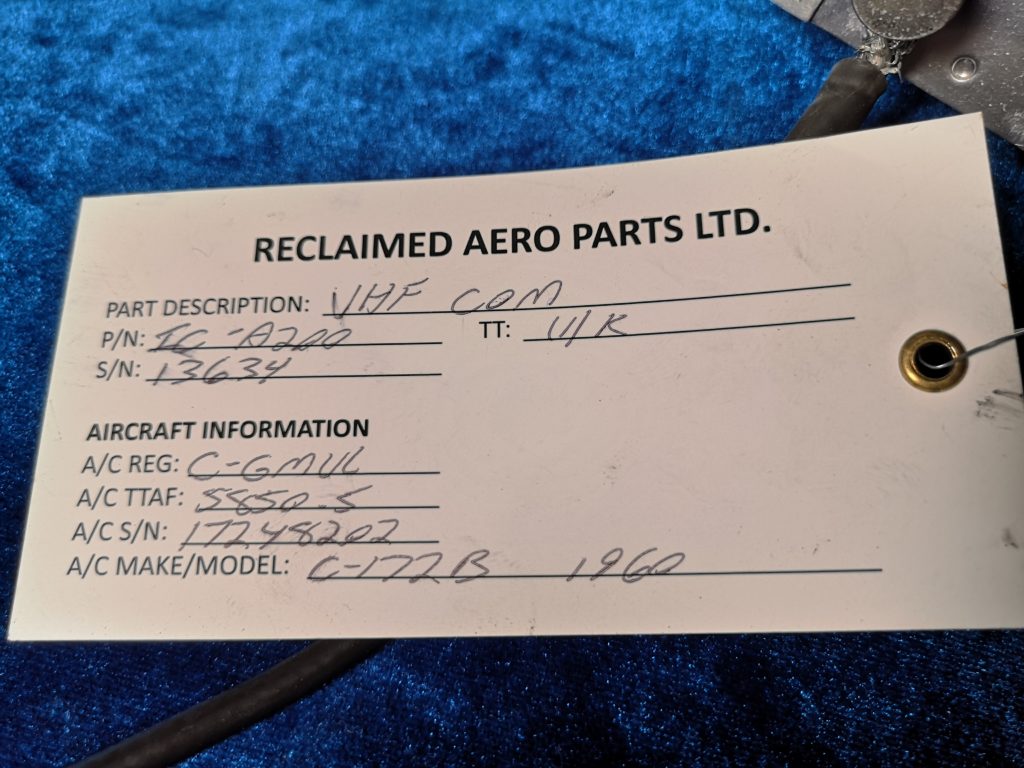 RECLAIMED AERO PARTS LTD.
PART DESCRIPTION: VHF COM
P/N: IC-A200 TT: U/K
S/N: 13634
AIRCRAFT INFORMATION
A/C REG: C-GMUL
A/C TTAF: 5850.5
A/C S/N: 17248202
A/C MAKE/MODEL: C-172B 1960